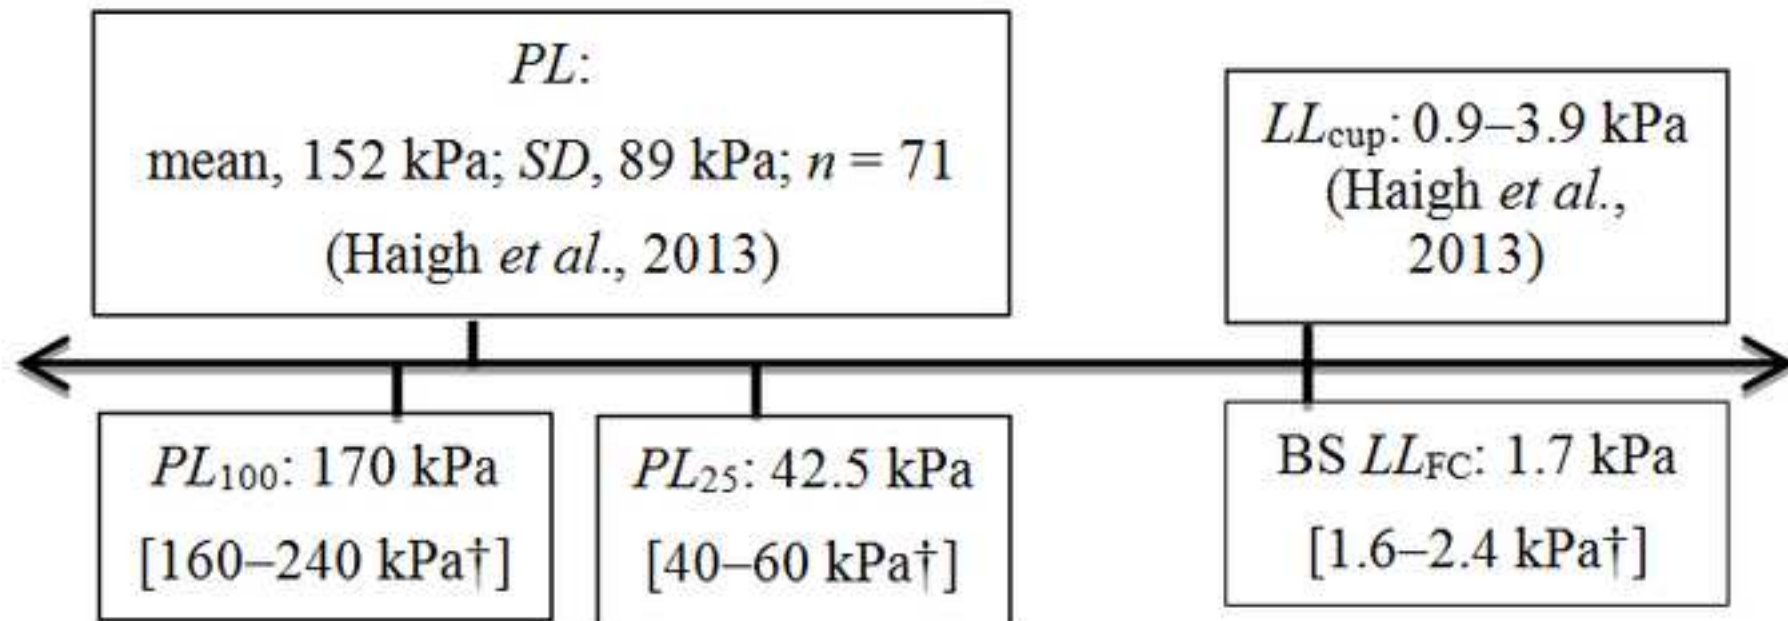 PL:
mean, 152 kPa; SD, 89 kPa; n = 71
(Haigh et al., 2013)
LLcup: 0.9–3.9 kPa
(Haigh et al.,
2013)
PL100: 170 kPa
[160–240 kPa†]
PL25: 42.5 kPa
[40–60 kPa†]
BS LLFC: 1.7 kPa
[1.6–2.4 kPa†]